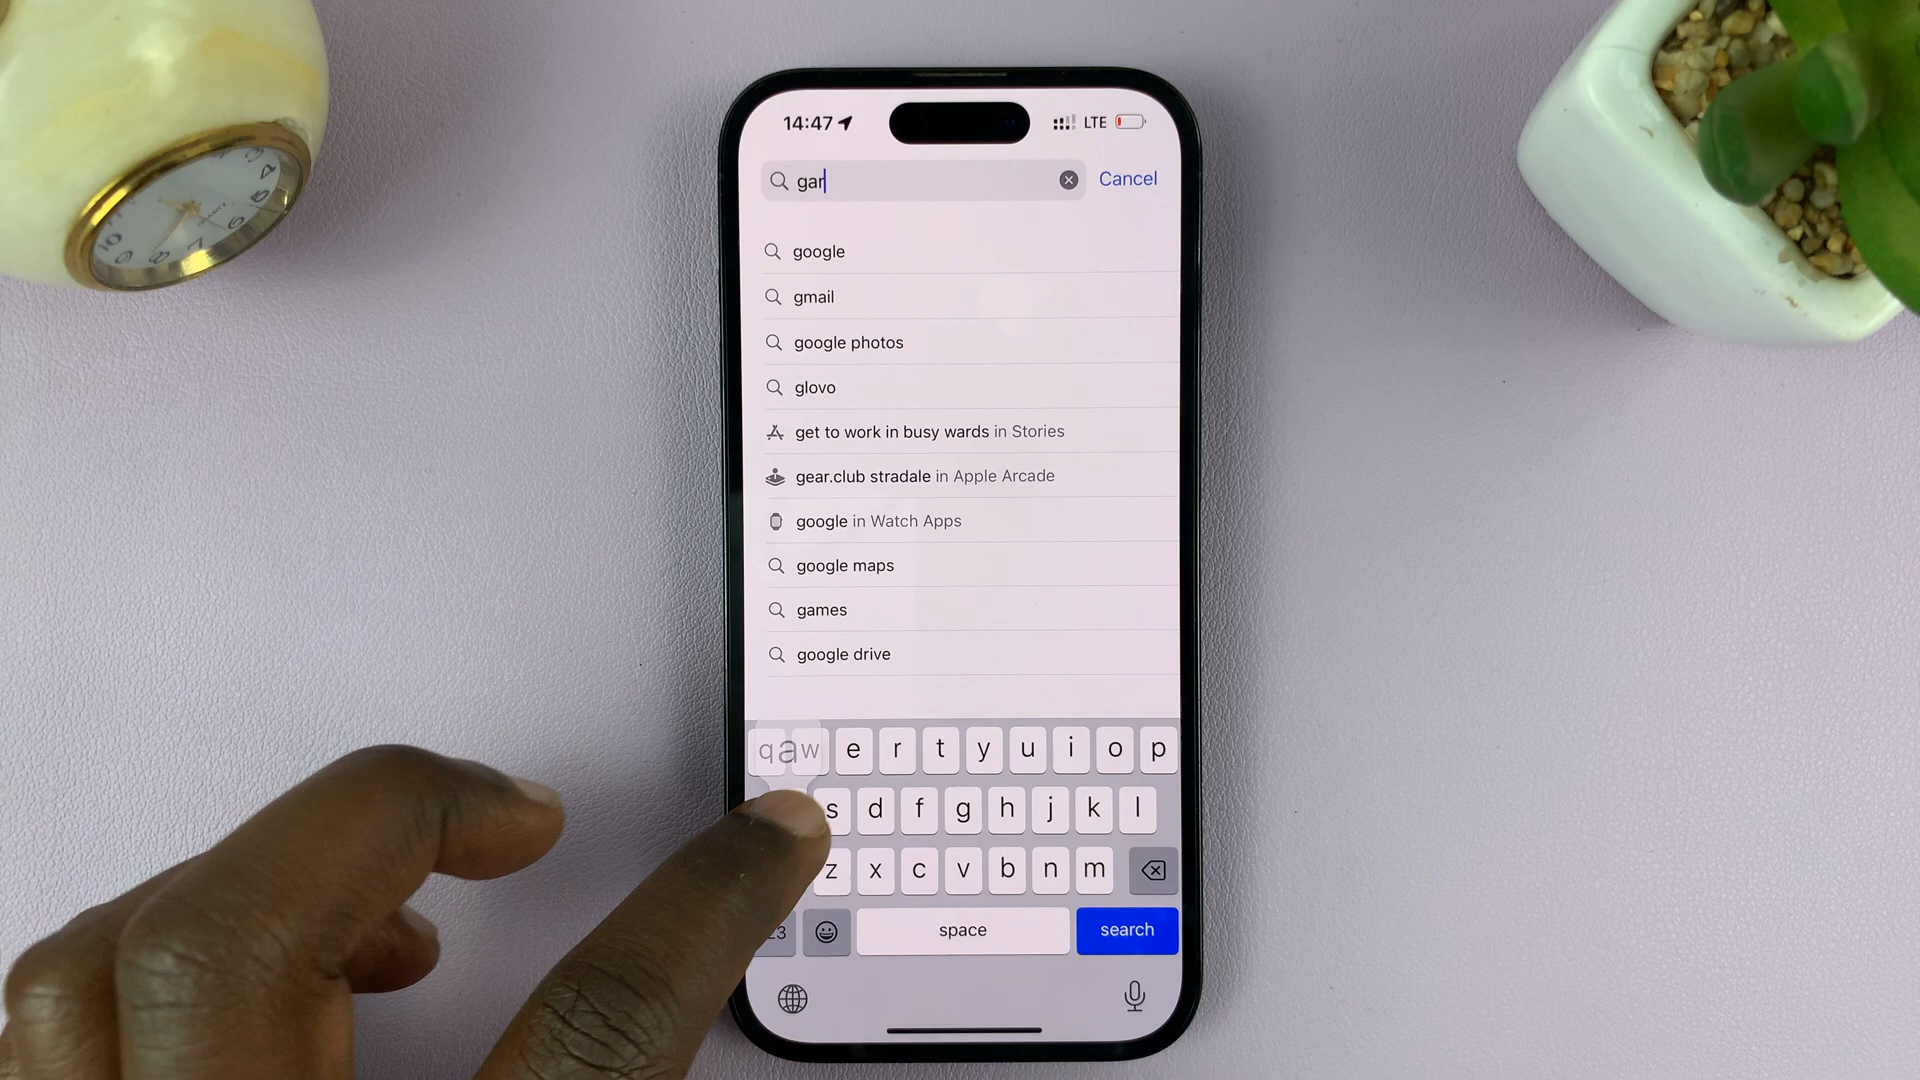 14:47 LTE
gar Cancel
google
gmail
google photos
glovo
get to work in busy wards in Stories
gear.club stradale in Apple Arcade
google in Watch Apps
google maps
games
google drive
q a w e r t y u i o p
s d f g h j k l
z x c v b n m
space search